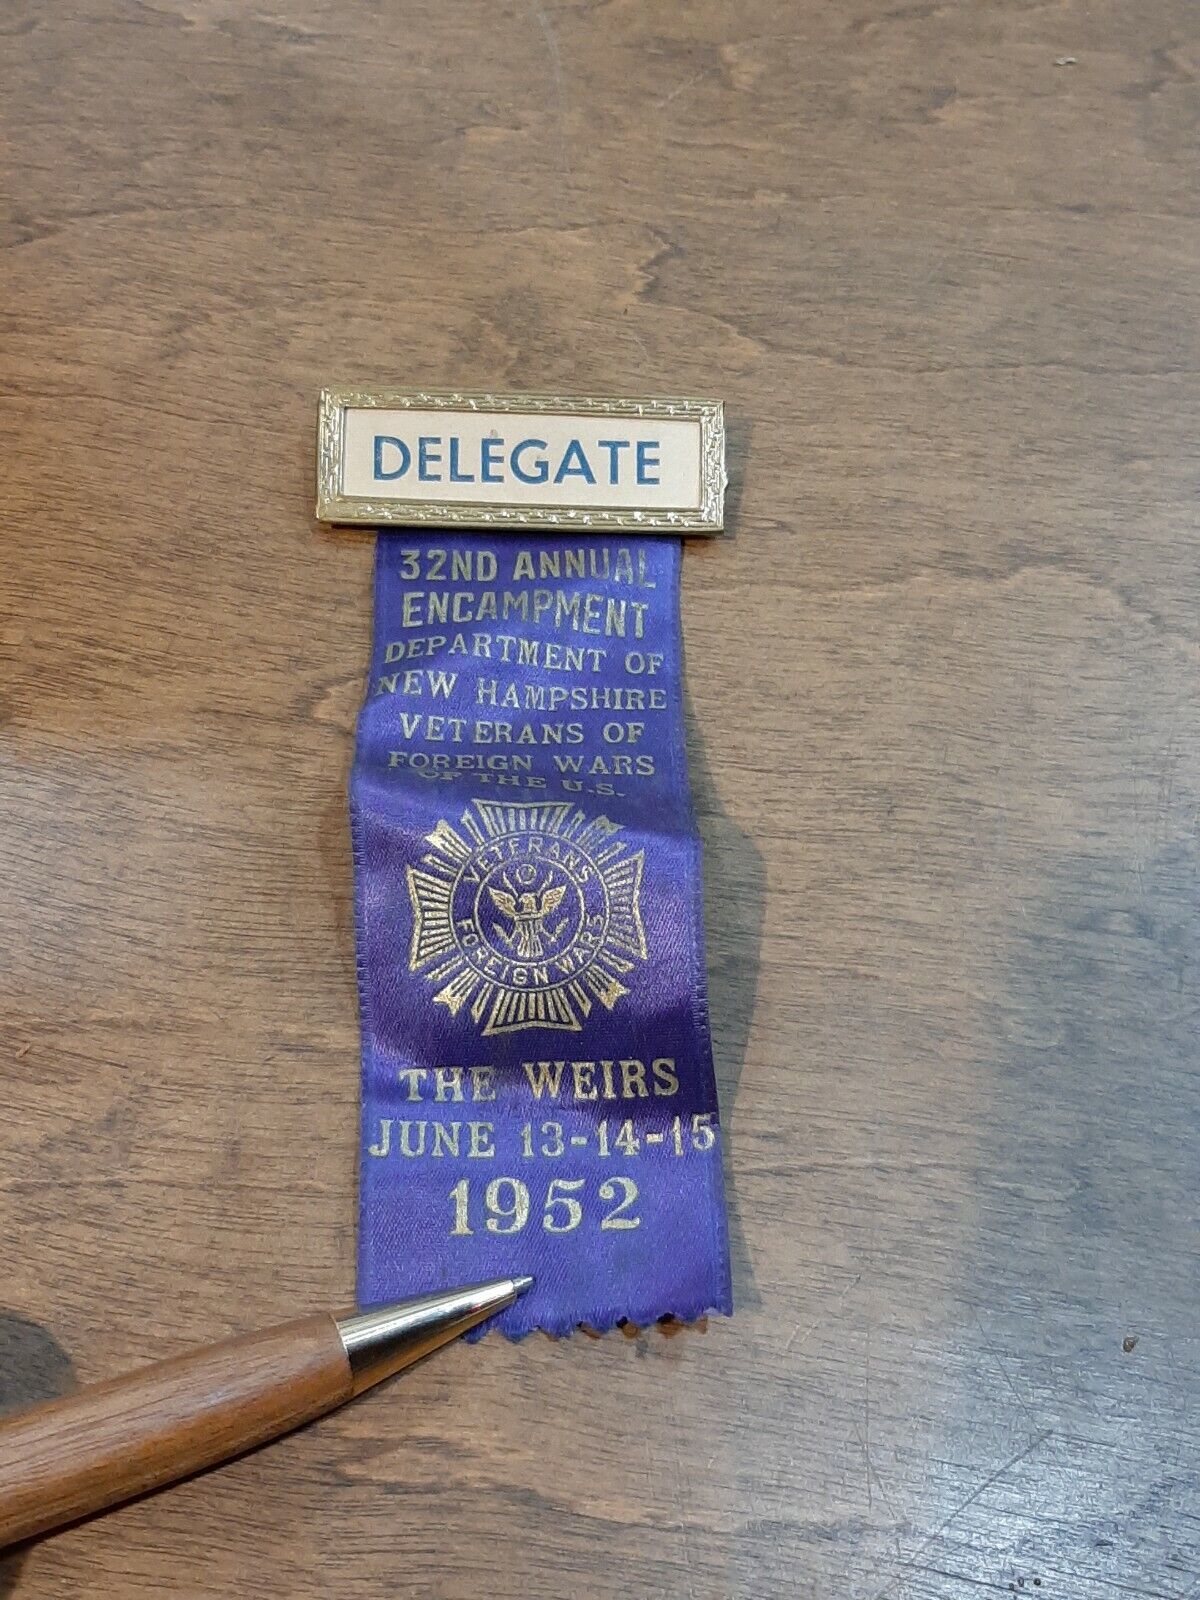 DELEGATE
32ND ANNUAL
ENCAMPMENT
DEPARTMENT OF
NEW HAMPSHIRE
VETERANS OF
FOREIGN WARS
OF THE U.S.
VETERANS
FOREIGN WARS
THE WEIRS
JUNE 13-14-15
1952